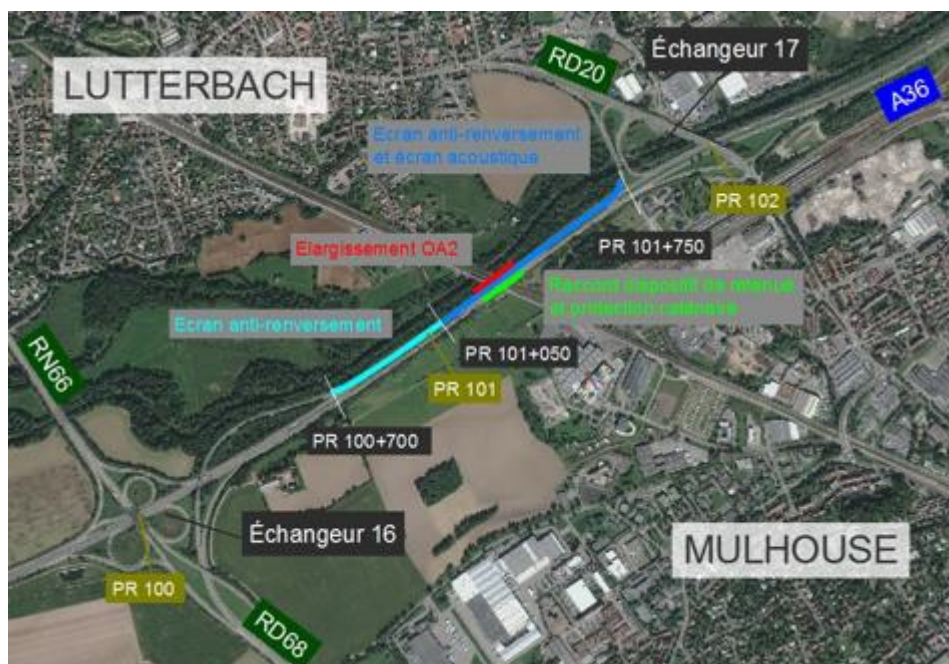 Échangeur 17
RD20
LUTTERBACH
A36
Ecran anti-renversement
et écran acoustique
PR 102
PR 101+750
Elargissement OA2
Raccord dispositif de retenue
et protection caténaire
Ecran anti-renversement
RN66
PR 101+050
PR 101
PR 100+700
Échangeur 16
MULHOUSE
PR 100
RD68